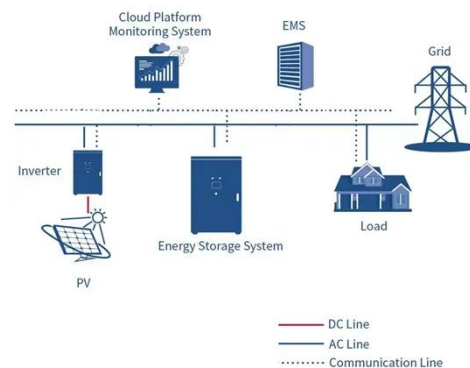 Cloud Platform
Monitoring System
EMS
Grid
Inverter
Energy Storage System
Load
PV
DC Line
AC Line
Communication Line